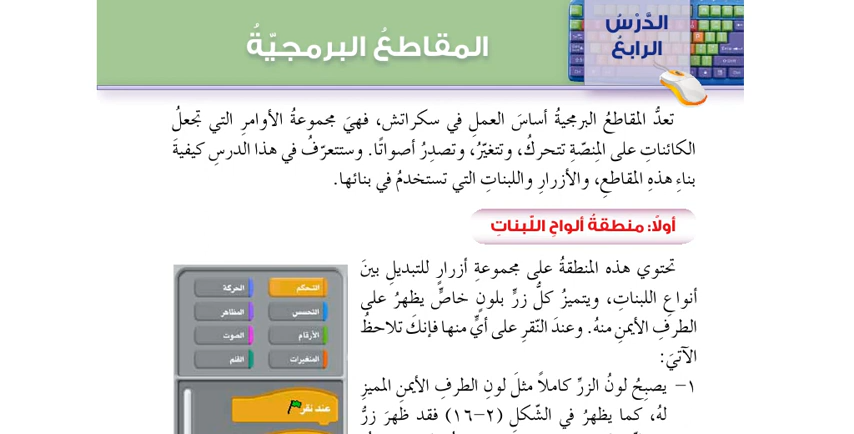 الدَّرْسُ
الرابعُ
المقاطعُ البرمجيّةُ
تعدُّ المقاطعُ البرمجيةُ أساسَ العملِ في سكراتش، فهيَ مجموعةُ الأوامرِ التي تجعلُ
الكائناتِ على المِنصّةِ تتحركُ، وتتغيّرُ، وتصدِرُ أصواتًا. وستتعرّفُ في هذا الدرسِ كيفيةَ
بناءِ هذهِ المقاطعِ، والأزرارِ واللبناتِ التي تستخدمُ في بنائها.
أولًا: منطقةُ ألواحِ اللّبناتِ
تحتوي هذه المنطقةُ على مجموعةِ أزرارٍ للتبديلِ بينَ
أنواعِ اللبناتِ، ويتميزُ كلُّ زرٍّ بلونٍ خاصٍّ يظهرُ على
الطرفِ الأيمنِ منهُ. وعندَ النّقرِ على أيٍّ منها فإنكَ تلاحظُ
الآتيَ:
١- يصبِحُ لونُ الزرِّ كاملاً مثلَ لونِ الطرفِ الأيمنِ المميزِ
لهُ، كما يظهرُ في الشّكلِ (٢-١٦) فقد ظهرَ زرُّ
التحكم
الحركة
التحسس
المظاهر
الأرقام
الصوت
المتغيرات
القلم
عند نقر